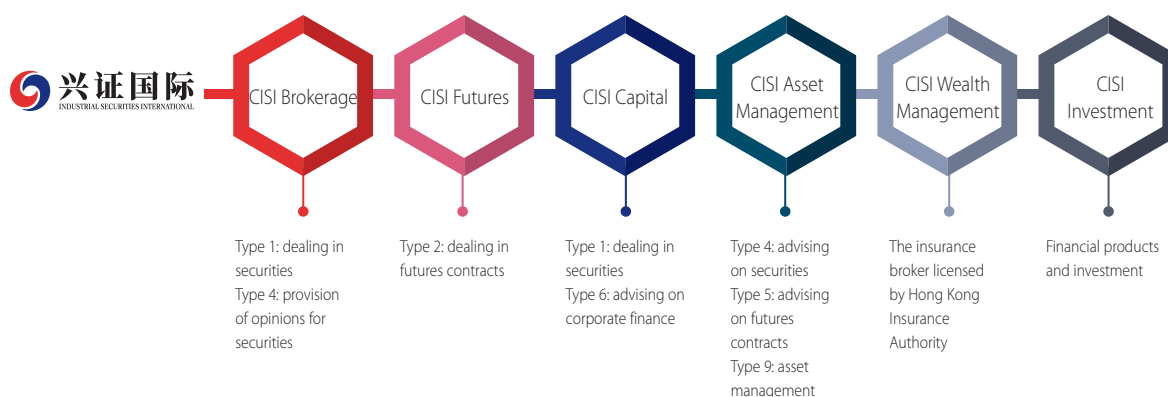 兴证国际
INDUSTRIAL SECURITIES INTERNATIONAL
CISI Brokerage
CISI Futures
CISI Capital
CISI Asset
Management
CISI Wealth
Management
CISI
Investment
Type 1: dealing in
securities
Type 4: provision
of opinions for
securities
Type 2: dealing in
futures contracts
Type 1: dealing in
securities
Type 6: advising on
corporate finance
Type 4: advising
on securities
Type 5: advising
on futures
contracts
Type 9: asset
management
The insurance
broker licensed
by Hong Kong
Insurance
Authority
Financial products
and investment